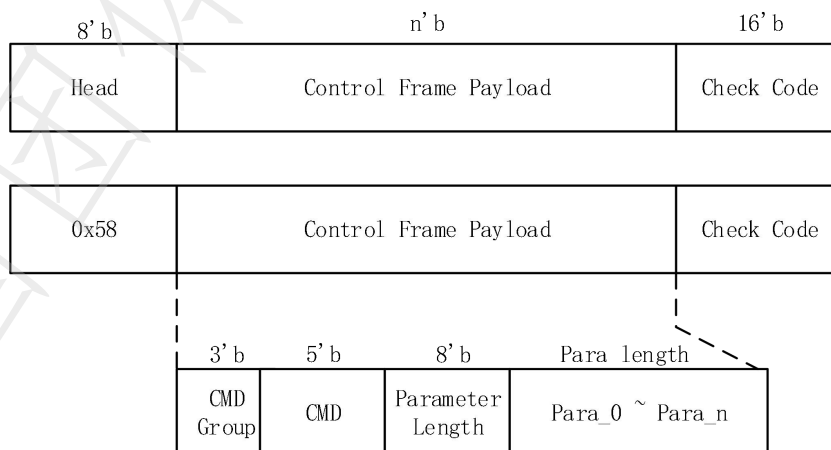 8'b n'b 16'b
Head Control Frame Payload Check Code
0x58 Control Frame Payload Check Code
3'b 5'b 8'b Para length
CMD Group CMD Parameter Length Para_0 ~ Para_n